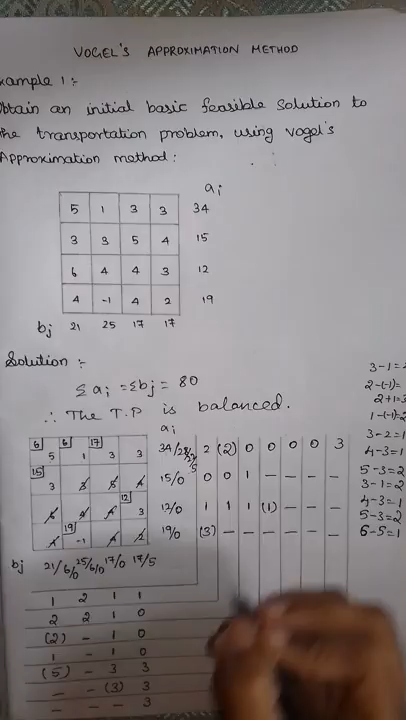 VOGEL'S APPROXIMATION METHOD
xample 1 :-
Obtain an initial basic feasible solution to
the transportation problem, using Vogel's
Approximation method :
ai
5 1 3 3 34
3 3 5 4 15
6 4 4 3 12
4 -1 4 2 19
bj 21 25 17 17
Solution :-
Σai = Σbj = 80
∴ The T.P is balanced.
ai
6 6 17
5 1 3 3 34/28/ 2 (2) 0 0 0 0 3
15
3 3 5 4 15/0 0 0 1 – – – –
12
6 4 4 3 12/0 1 1 1 (1) – – –
19
4 -1 4 2 19/0 (3) – – – – – –
bj 21/6/0 25/6/0 17/0 17/5
1 2 1 1
2 2 1 0
(2) - 1 0
1 - 1 0
(5) - 3 3
- - (3) 3
- - - 3
3-1=
2-(-1)=
2+1=3
1-(-1)=2
3-2=1
4-3=1
5-3=2
3-1=2
4-3=1
5-3=2
6-5=1